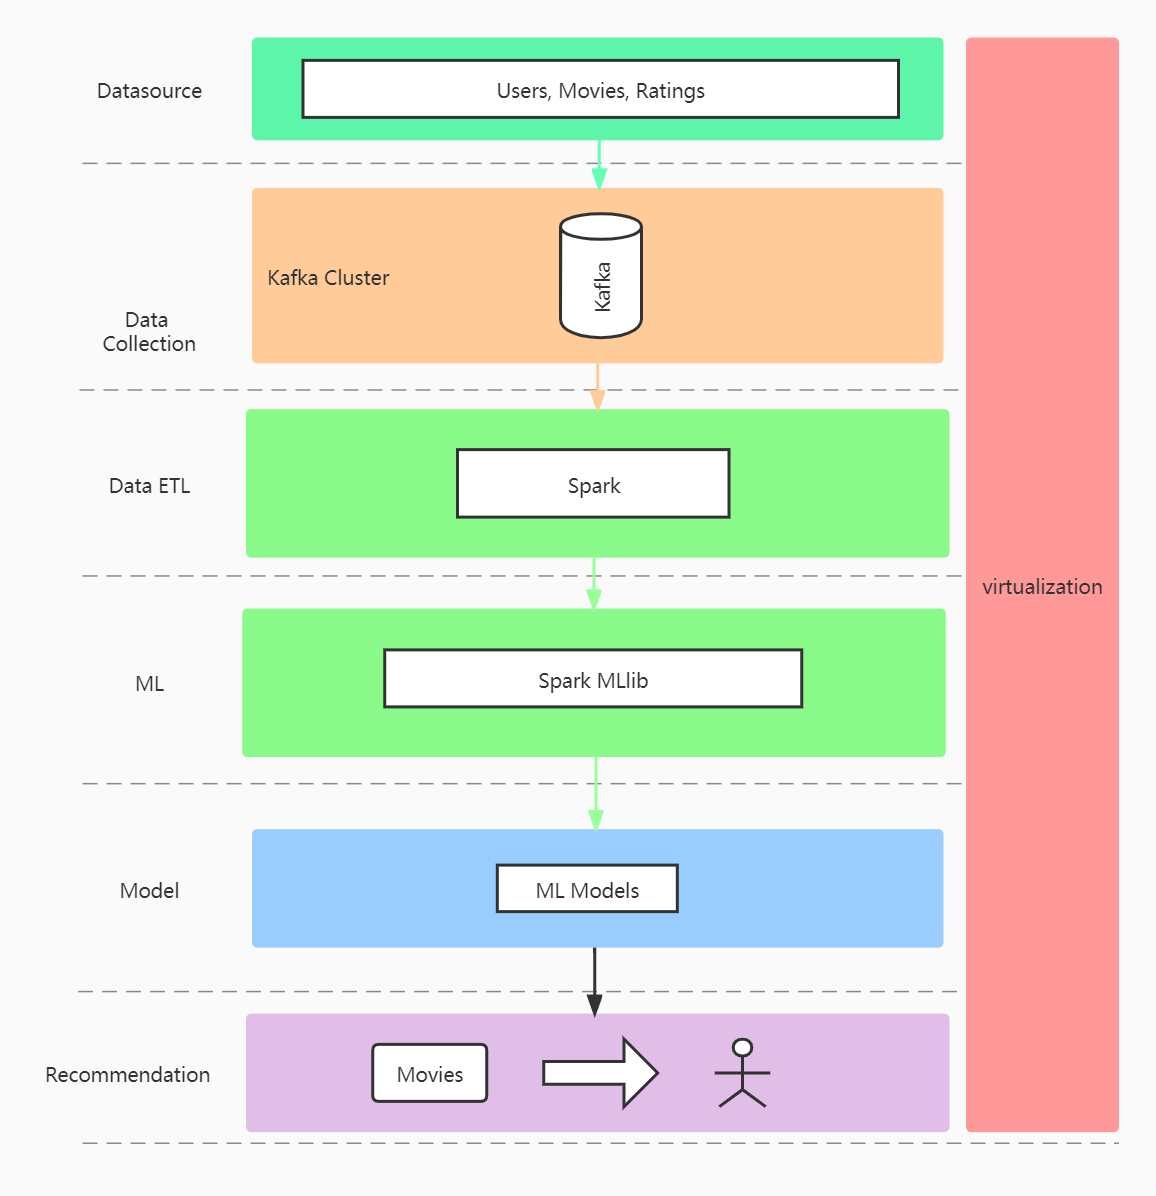 Datasource
Users, Movies, Ratings
Kafka Cluster
Kafka
Data
Collection
Data ETL
Spark
virtualization
ML
Spark MLlib
Model
ML Models
Recommendation
Movies